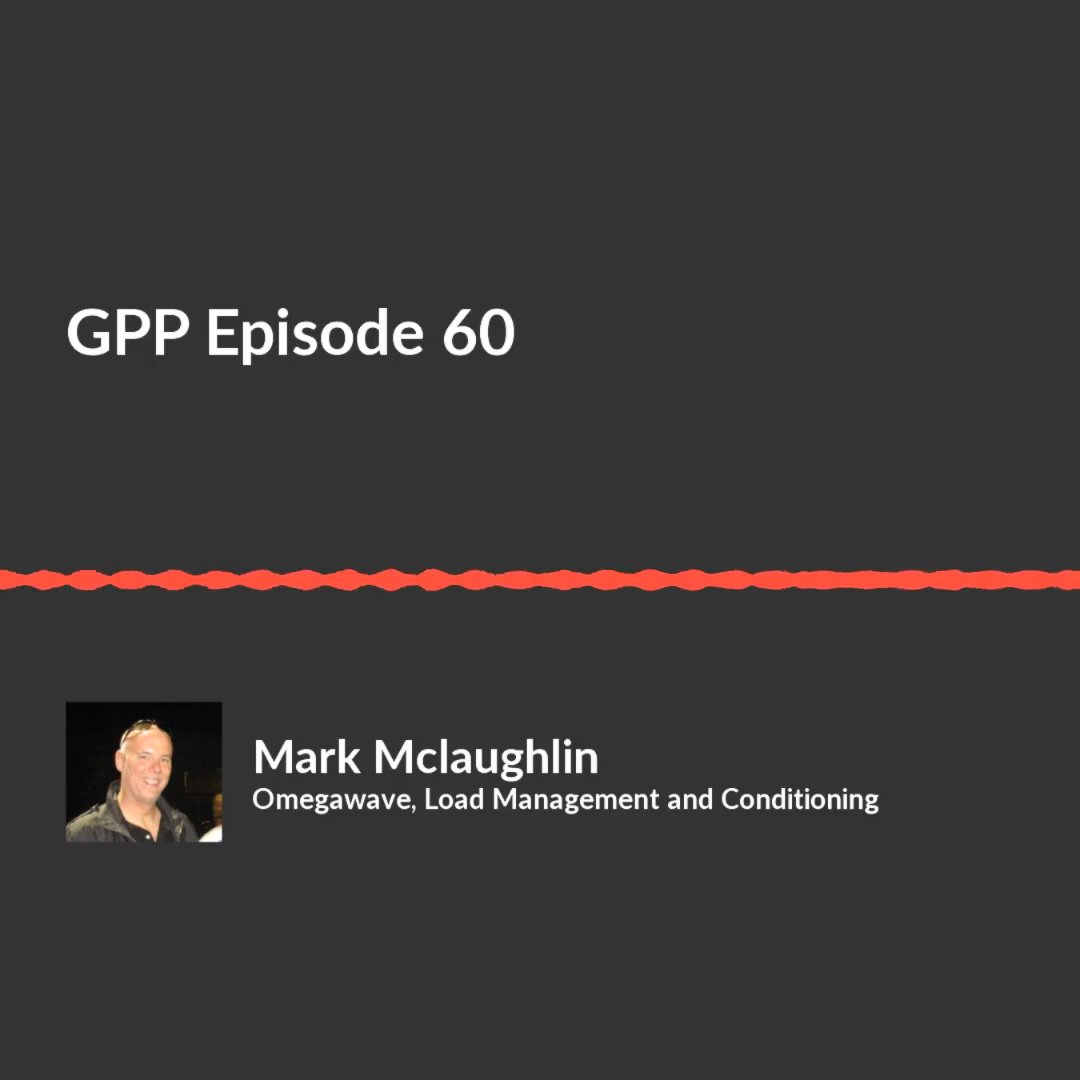 GPP Episode 60
Mark Mclaughlin
Omegawave, Load Management and Conditioning